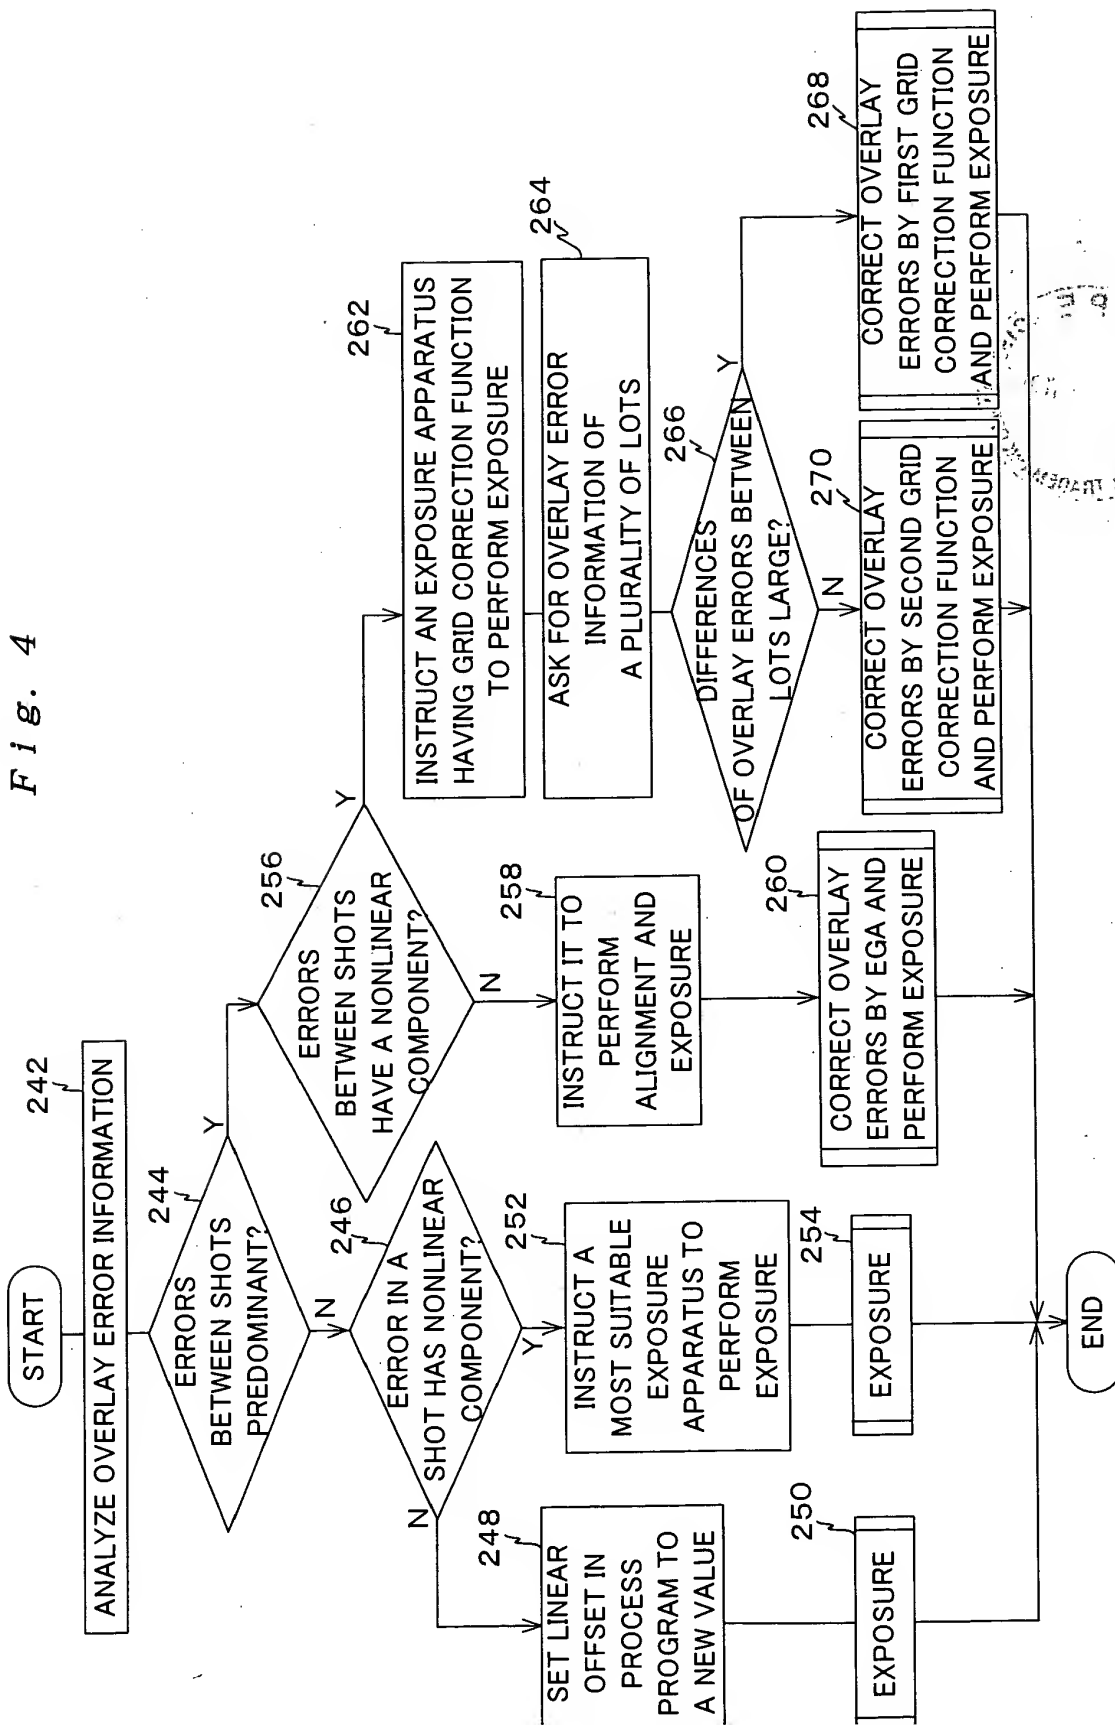 Fig. 4
START
242
ANALYZE OVERLAY ERROR INFORMATION
244
ERRORS
BETWEEN SHOTS
PREDOMINANT?
Y
N
246
ERROR IN A
SHOT HAS NONLINEAR
COMPONENT?
N
Y
248
SET LINEAR
OFFSET IN
PROCESS
PROGRAM TO
A NEW VALUE
250
EXPOSURE
252
INSTRUCT A
MOST SUITABLE
EXPOSURE
APPARATUS TO
PERFORM
EXPOSURE
254
EXPOSURE
256
ERRORS
BETWEEN SHOTS
HAVE A NONLINEAR
COMPONENT?
Y
N
258
INSTRUCT IT TO
PERFORM
ALIGNMENT AND
EXPOSURE
260
CORRECT OVERLAY
ERRORS BY EGA AND
PERFORM EXPOSURE
262
INSTRUCT AN EXPOSURE APPARATUS
HAVING GRID CORRECTION FUNCTION
TO PERFORM EXPOSURE
264
ASK FOR OVERLAY ERROR
INFORMATION OF
A PLURALITY OF LOTS
266
DIFFERENCES
OF OVERLAY ERRORS BETWEEN
LOTS LARGE?
Y
N
268
CORRECT OVERLAY
ERRORS BY FIRST GRID
CORRECTION FUNCTION
AND PERFORM EXPOSURE
270
CORRECT OVERLAY
ERRORS BY SECOND GRID
CORRECTION FUNCTION
AND PERFORM EXPOSURE
END